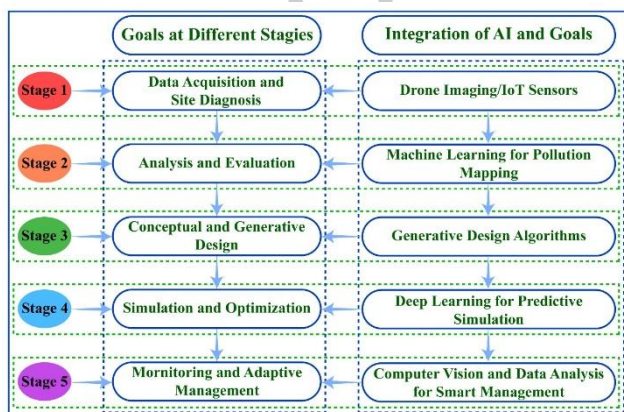 Goals at Different Stagies
Integration of AI and Goals
Stage 1
Data Acquisition and
Site Diagnosis
Drone Imaging/IoT Sensors
Stage 2
Analysis and Evaluation
Machine Learning for Pollution
Mapping
Stage 3
Conceptual and Generative
Design
Generative Design Algorithms
Stage 4
Simulation and Optimization
Deep Learning for Predictive
Simulation
Stage 5
Mornitoring and Adaptive
Management
Computer Vision and Data Analysis
for Smart Management